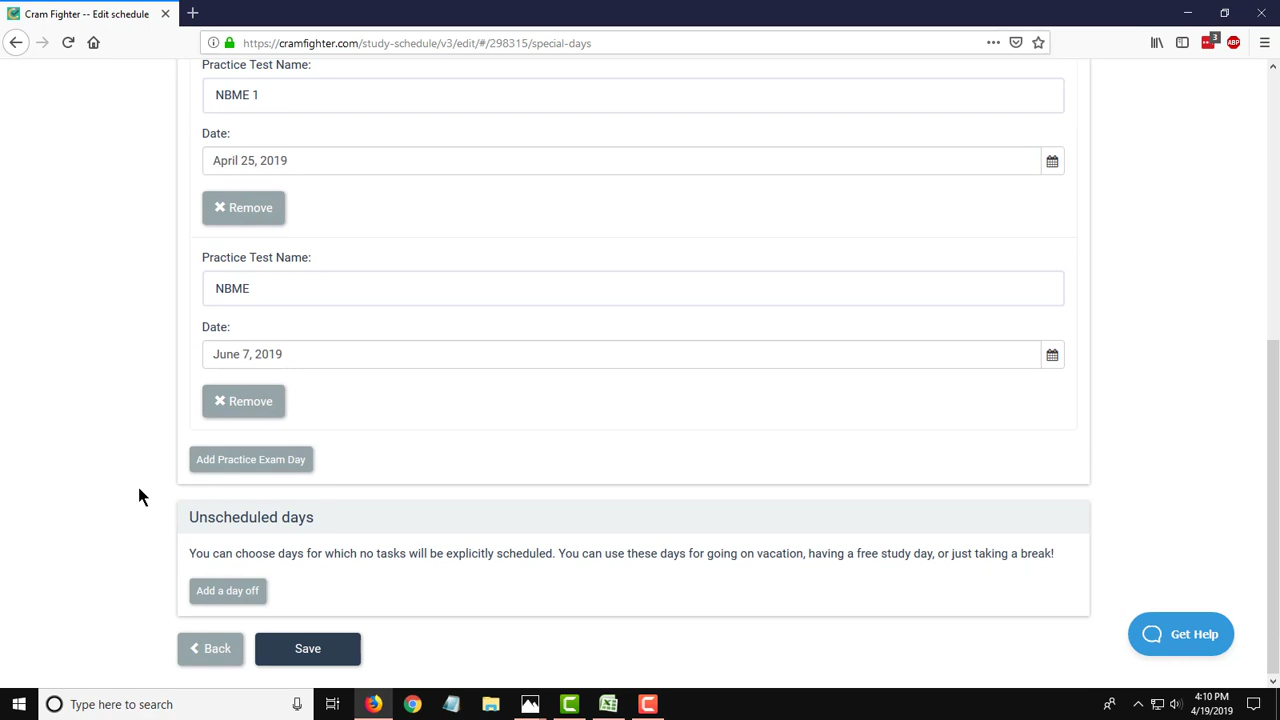 Cram Fighter -- Edit schedule
https://cramfighter.com/study-schedule/v3/edit/#/298315/special-days
3
ABP
Practice Test Name:
NBME 1
Date:
April 25, 2019
Remove
Practice Test Name:
NBME
Date:
June 7, 2019
Remove
Add Practice Exam Day
Unscheduled days
You can choose days for which no tasks will be explicitly scheduled. You can use these days for going on vacation, having a free study day, or just taking a break!
Add a day off
Back
Save
Get Help
Type here to search
4:10 PM
4/19/2019